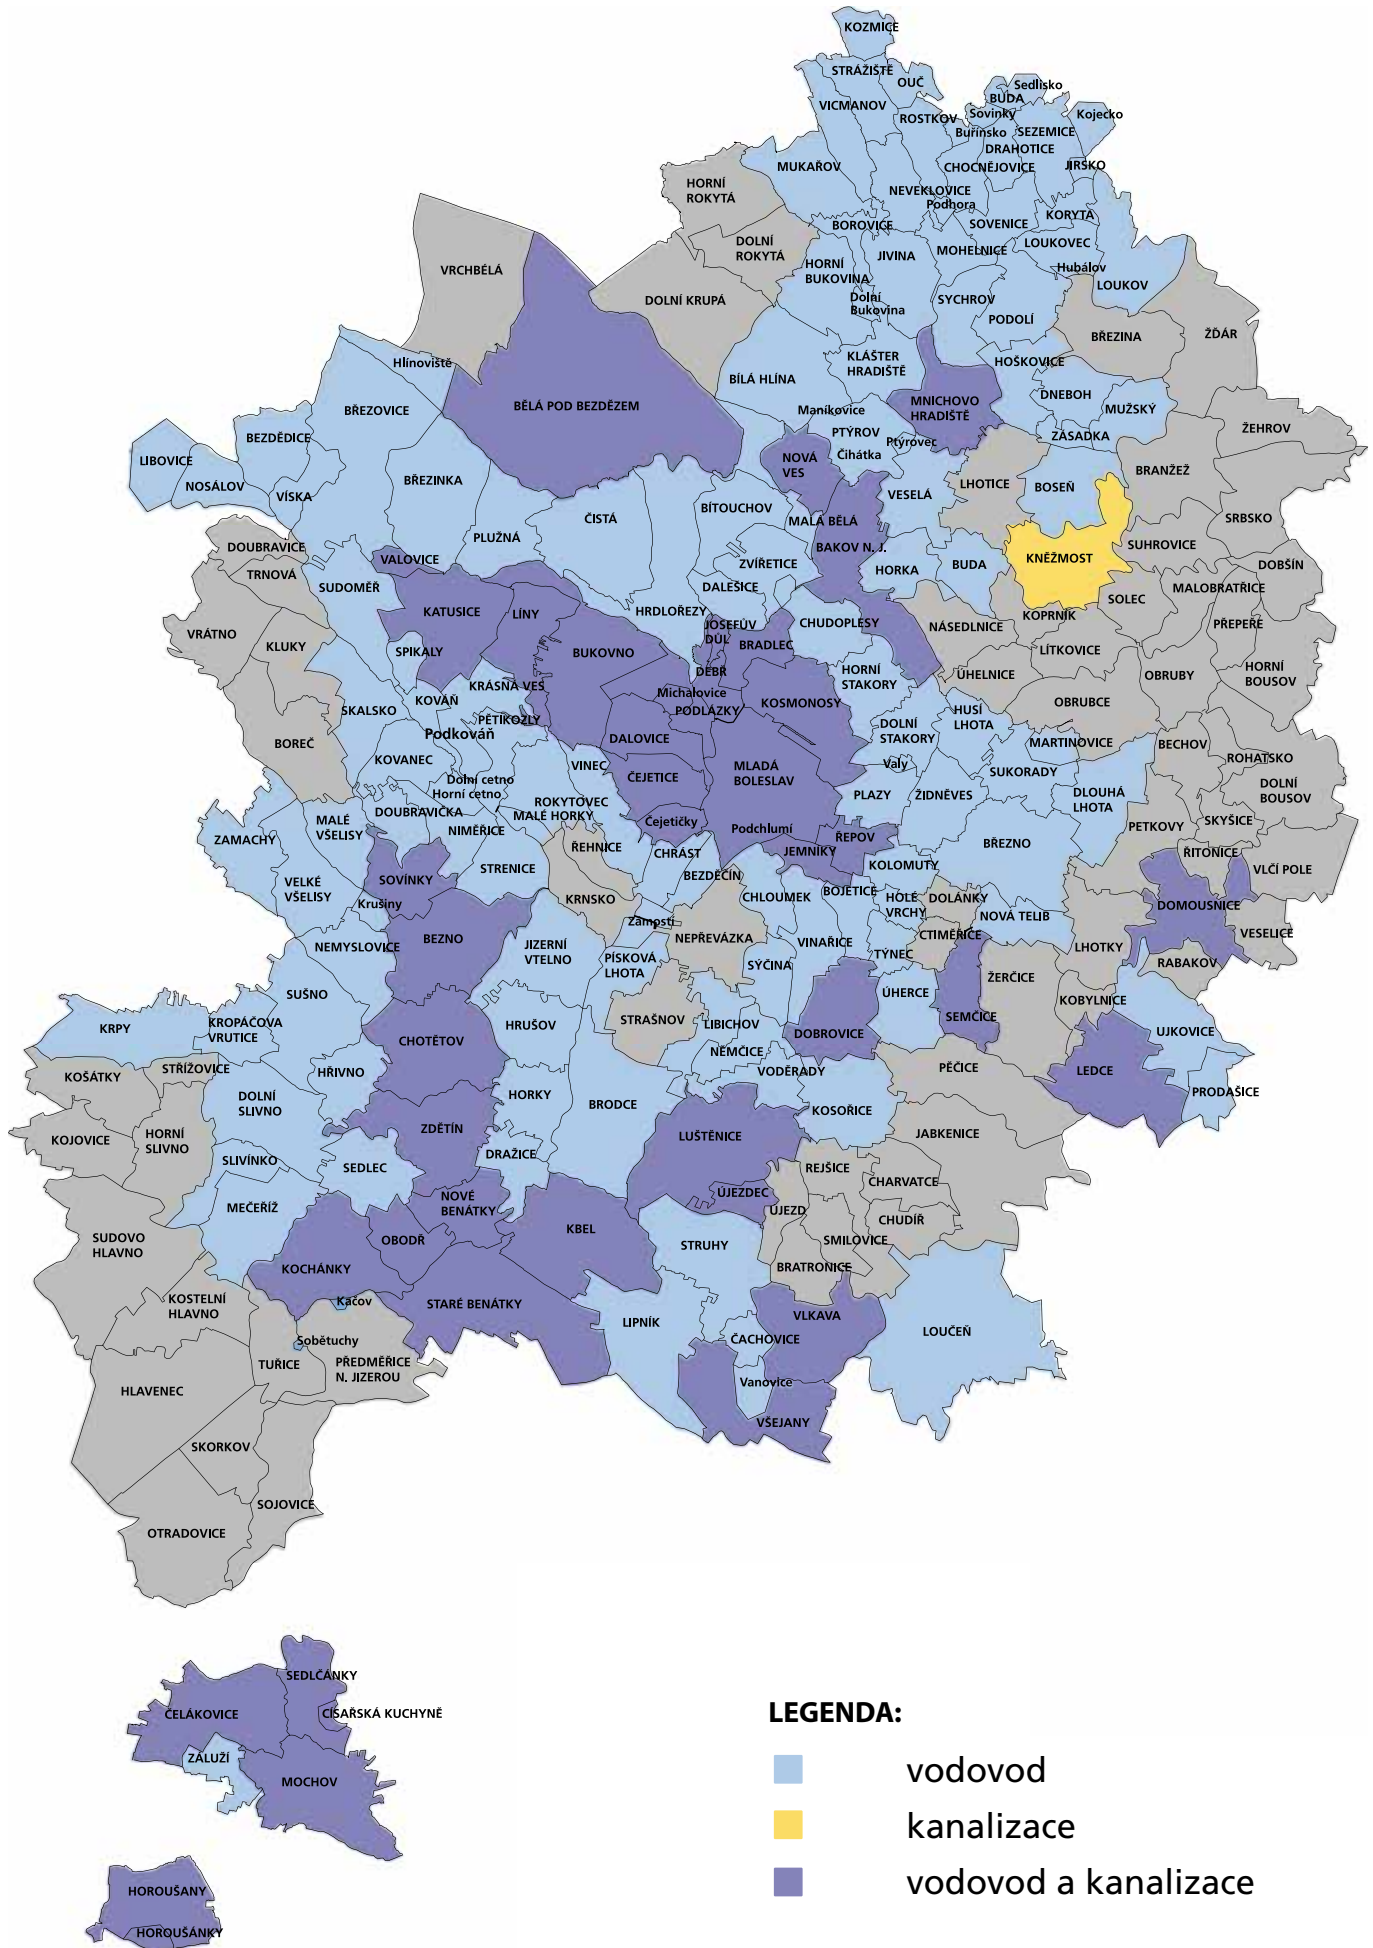 KOZMICE
STRÁŽIŠTĚ
OUČ
Sedlisko
BUDA
VICMANOV
Sovinky
Kojecko
ROSTKOV
Buřínsko
SEZEMICE
DRAHOTICE
MUKAŘOV
CHOCNĚJOVICE
JIRSKO
HORNÍ
ROKYTÁ
NEVEKLOVICE
Podhora
BOROVICE
SOVENICE
KORYTA
DOLNÍ
ROKYTÁ
MOHELNICE
LOUKOVEC
JIVINA
VRCHBĚLÁ
HORNÍ
BUKOVINA
Hubálov
LOUKOV
DOLNÍ KRUPÁ
Dolní
Bukovina
SYCHROV
PODOLÍ
BŘEZINA
ŽĎÁR
Hlínoviště
KLÁŠTER
HRADIŠTĚ
HOŠKOVICE
BÍLÁ HLÍNA
BŘEZOVICE
BĚLÁ POD BEZDĚZEM
Maníkovice
MNICHOVO
HRADIŠTĚ
DNEBOH
MUŽSKÝ
BEZDĚDICE
PTÝROV
Ptýrovec
ZÁSADKA
ŽEHROV
LIBOVICE
NOVÁ
VES
Čihátka
BRANŽEŽ
NOSÁLOV
VÍSKA
BŘEZINKA
LHOTICE
BOSEŇ
VESELÁ
BÍTOUCHOV
ČISTÁ
MALÁ BĚLÁ
SRBSKO
PLUŽNÁ
DOUBRAVICE
BAKOV N. J.
SUHROVICE
VALOVICE
KNĚŽMOST
ZVÍŘETICE
BUDA
DOBŠÍN
TRNOVÁ
HORKA
SUDOMĚŘ
DALEŠICE
MALOBRATŘICE
SOLEC
KATUSICE
LÍNY
HRDLOŘEZY
KOPRNÍK
JOSEFŮV
DŮL
CHUDOPLESY
NÁSEDLNICE
PŘEPEŘE
VRÁTNO
KLUKY
BRADLEC
SPIKALY
BUKOVNO
LÍTKOVICE
DEBŘ
HORNÍ
STAKORY
HORNÍ
BOUSOV
ÚHELNICE
OBRUBY
KRÁSNA VES
Michalovice
KOVÁŇ
KOSMONOSY
OBRUBCE
SKALSKO
PODLÁZKY
HUSÍ
LHOTA
PĚTIKOZLY
Podkováň
DOLNÍ
STAKORY
BOREČ
DALOVICE
MARTINOVICE
BECHOV
KOVANEC
ROHATSKO
VINEC
MLADÁ
BOLESLAV
Valy
SUKORADY
Dolní cetno
ČEJETICE
DOLNÍ
BOUSOV
Horní cetno
PLAZY
ŽIDNĚVES
DLOUHÁ
LHOTA
ROKYTOVEC
DOUBRAVIČKA
MALÉ HORKY
MALÉ
VŠELISY
Čejetičky
SKYŠICE
NIMĚŘICE
Podchlumí
PETKOVY
ZAMACHY
ŘEPOV
BŘEZNO
ŘEHNICE
CHRÁST
JEMNÍKY
ŘITONICE
STRENICE
KOLOMUTY
VLČÍ POLE
BEZDĚČÍN
VELKÉ
VŠELISY
SOVÍNKY
BOJETICE
CHLOUMEK
HOLÉ
VRCHY
DOLÁNKY
Krušiny
KRNSKO
DOMOUSNICE
NOVÁ TELIB
Zámostí
NEMYSLOVICE
BEZNO
JIZERNÍ
VTELNO
NEPŘEVÁZKA
VINAŘICE
CTIMĚŘICE
VESELICE
LHOTKY
TÝNEC
PÍSKOVÁ
LHOTA
SÝČINA
RABAKOV
ŽERČICE
SUŠNO
ÚHERCE
KOBYLNICE
KRPY
KROPÁČOVA
VRUTICE
HRUŠOV
STRAŠNOV
LIBICHOV
SEMČICE
DOBROVICE
UJKOVICE
CHOTĚTOV
NĚMČICE
STŘÍŽOVICE
HŘIVNO
VODĚRADY
PĚČICE
LEDCE
KOŠÁTKY
DOLNÍ
SLIVNO
HORKY
BRODCE
KOSOŘICE
PRODAŠICE
ZDĚTÍN
KOJOVICE
HORNÍ
SLIVNO
LUŠTĚNICE
JABKENICE
DRAŽICE
SLIVÍNKO
SEDLEC
REJŠICE
CHARVATCE
NOVÉ
BENÁTKY
ÚJEZDEC
MEČEŘÍŽ
ÚJEZD
CHUDÍŘ
KBEL
SUDOVO
HLAVNO
OBODŘ
STRUHY
SMILOVICE
KOCHÁNKY
BRATRONICE
KOSTELNÍ
HLAVNO
Kačov
STARÉ BENÁTKY
VLKAVA
LIPNÍK
LOUČEŇ
Sobětuchy
ČACHOVICE
TUŘICE
PŘEDMĚŘICE
N. JIZEROU
HLAVENEC
Vanovice
VŠEJANY
SKORKOV
SOJOVICE
OTRADOVICE
SEDLČÁNKY
ČELÁKOVICE
CÍSAŘSKÁ KUCHYNĚ
ZÁLUŽÍ
MOCHOV
HOROUŠANY
HOROUŠÁNKY
LEGENDA:
vodovod
kanalizace
vodovod a kanalizace